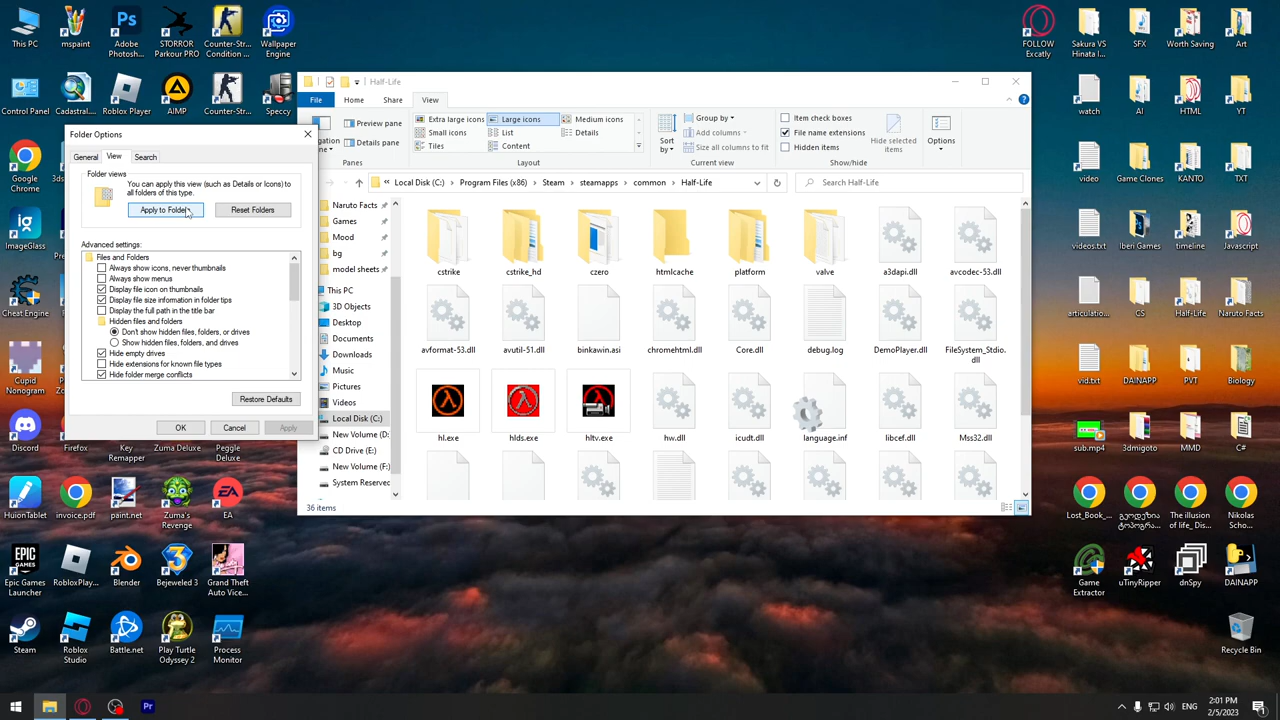 This PC
mspaint
Adobe
Photosh...
STORROR
Parkour PRO
Counter-Str...
Condition ...
Wallpaper
Engine
Control Panel
Cadastral...
Roblox Player
AIMP
Counter-Str...
Speccy
Google
Chrome
ImageGlass
Cheat Engine
Cupid
Nonogram
Discord
Firefox
Key
Remapper
Zuma Deluxe
Peggle
Deluxe
HuionTablet
invoice.pdf
paint.net
Zuma's
Revenge
EA
Epic Games
Launcher
RobloxPlay...
Blender
Bejeweled 3
Grand Theft
Auto Vice...
Steam
Roblox
Studio
Battle.net
Play Turtle
Odyssey 2
Process
Monitor
Folder Options
General
View
Search
Folder views
You can apply this view (such as Details or Icons) to
all folders of this type.
Apply to Folders
Reset Folders
Advanced settings:
Files and Folders
Always show icons, never thumbnails
Always show menus
Display file icon on thumbnails
Display file size information in folder tips
Display the full path in the title bar
Hidden files and folders
Don't show hidden files, folders, or drives
Show hidden files, folders, and drives
Hide empty drives
Hide extensions for known file types
Hide folder merge conflicts
Restore Defaults
OK
Cancel
Apply
Half-Life
File
Home
Share
View
Preview pane
Details pane
Panes
Extra large icons
Large icons
Medium icons
Small icons
List
Details
Tiles
Content
Layout
Sort
by
Group by
Add columns
Size all columns to fit
Current view
Item check boxes
File name extensions
Hidden items
Hide selected
items
Show/hide
Options
Local Disk (C:) Program Files (x86) Steam steamapps common Half-Life
Search Half-Life
Naruto Facts
Games
Mood
bg
model sheets
This PC
3D Objects
Desktop
Documents
Downloads
Music
Pictures
Videos
Local Disk (C:)
New Volume (D:
CD Drive (E:)
New Volume (F:)
System Reserved
cstrike
cstrike_hd
czero
htmlcache
platform
valve
a3dapi.dll
avcodec-53.dll
avformat-53.dll
avutil-51.dll
binkawin.asi
chromehtml.dll
Core.dll
debug.log
DemoPlayer.dll
FileSystem_Stdio.
dll
hl.exe
hlds.exe
hltv.exe
hw.dll
icudt.dll
language.inf
libcef.dll
Mss32.dll
36 items
FOLLOW
Excatly
Sakura VS
Hinata I...
SFX
Worth Saving
Art
watch
AI
HTML
YT
video
Game Clones
KANTO
TXT
videos.txt
Iberi Games
timeline
Javascript
articulation...
GS
Half-Life
Naruto Facts
vid.txt
DAINAPP
PVT
Biology
sub.mp4
3dmigoto
MMD
C#
Lost_Book_...
The illusion
of life_ Dis...
Nikolas
Scho...
Game
Extractor
uTinyRipper
dnSpy
DAINAPP
Recycle Bin
Pr
ENG
2:01 PM
2/5/2023